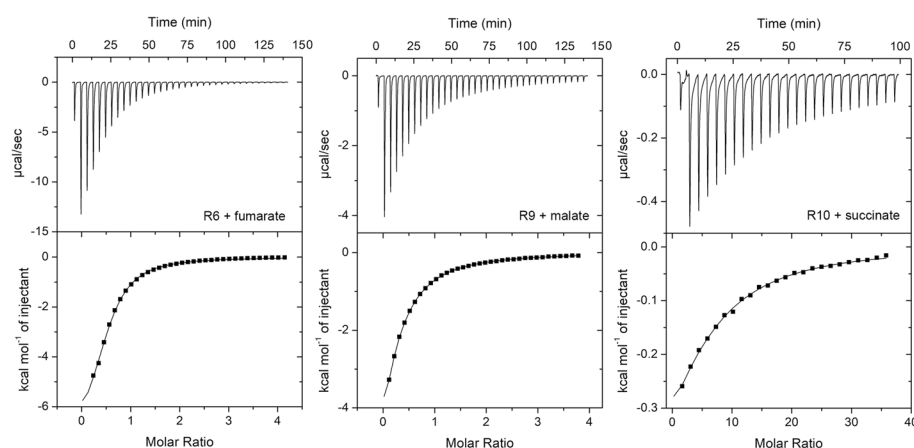 Time (min)
0 25 50 75 100 125 150
0
-5
-10
-15
µcal/sec
R6 + fumarate
0
-2
-4
-6
kcal mol⁻¹ of injectant
0 1 2 3 4
Molar Ratio
Time (min)
0 25 50 75 100 125 150
0
-2
-4
µcal/sec
R9 + malate
0
-2
-4
kcal mol⁻¹ of injectant
0 1 2 3 4
Molar Ratio
Time (min)
0 25 50 75 100
0.0
-0.2
-0.4
µcal/sec
R10 + succinate
0.0
-0.1
-0.2
-0.3
kcal mol⁻¹ of injectant
0 10 20 30 40
Molar Ratio